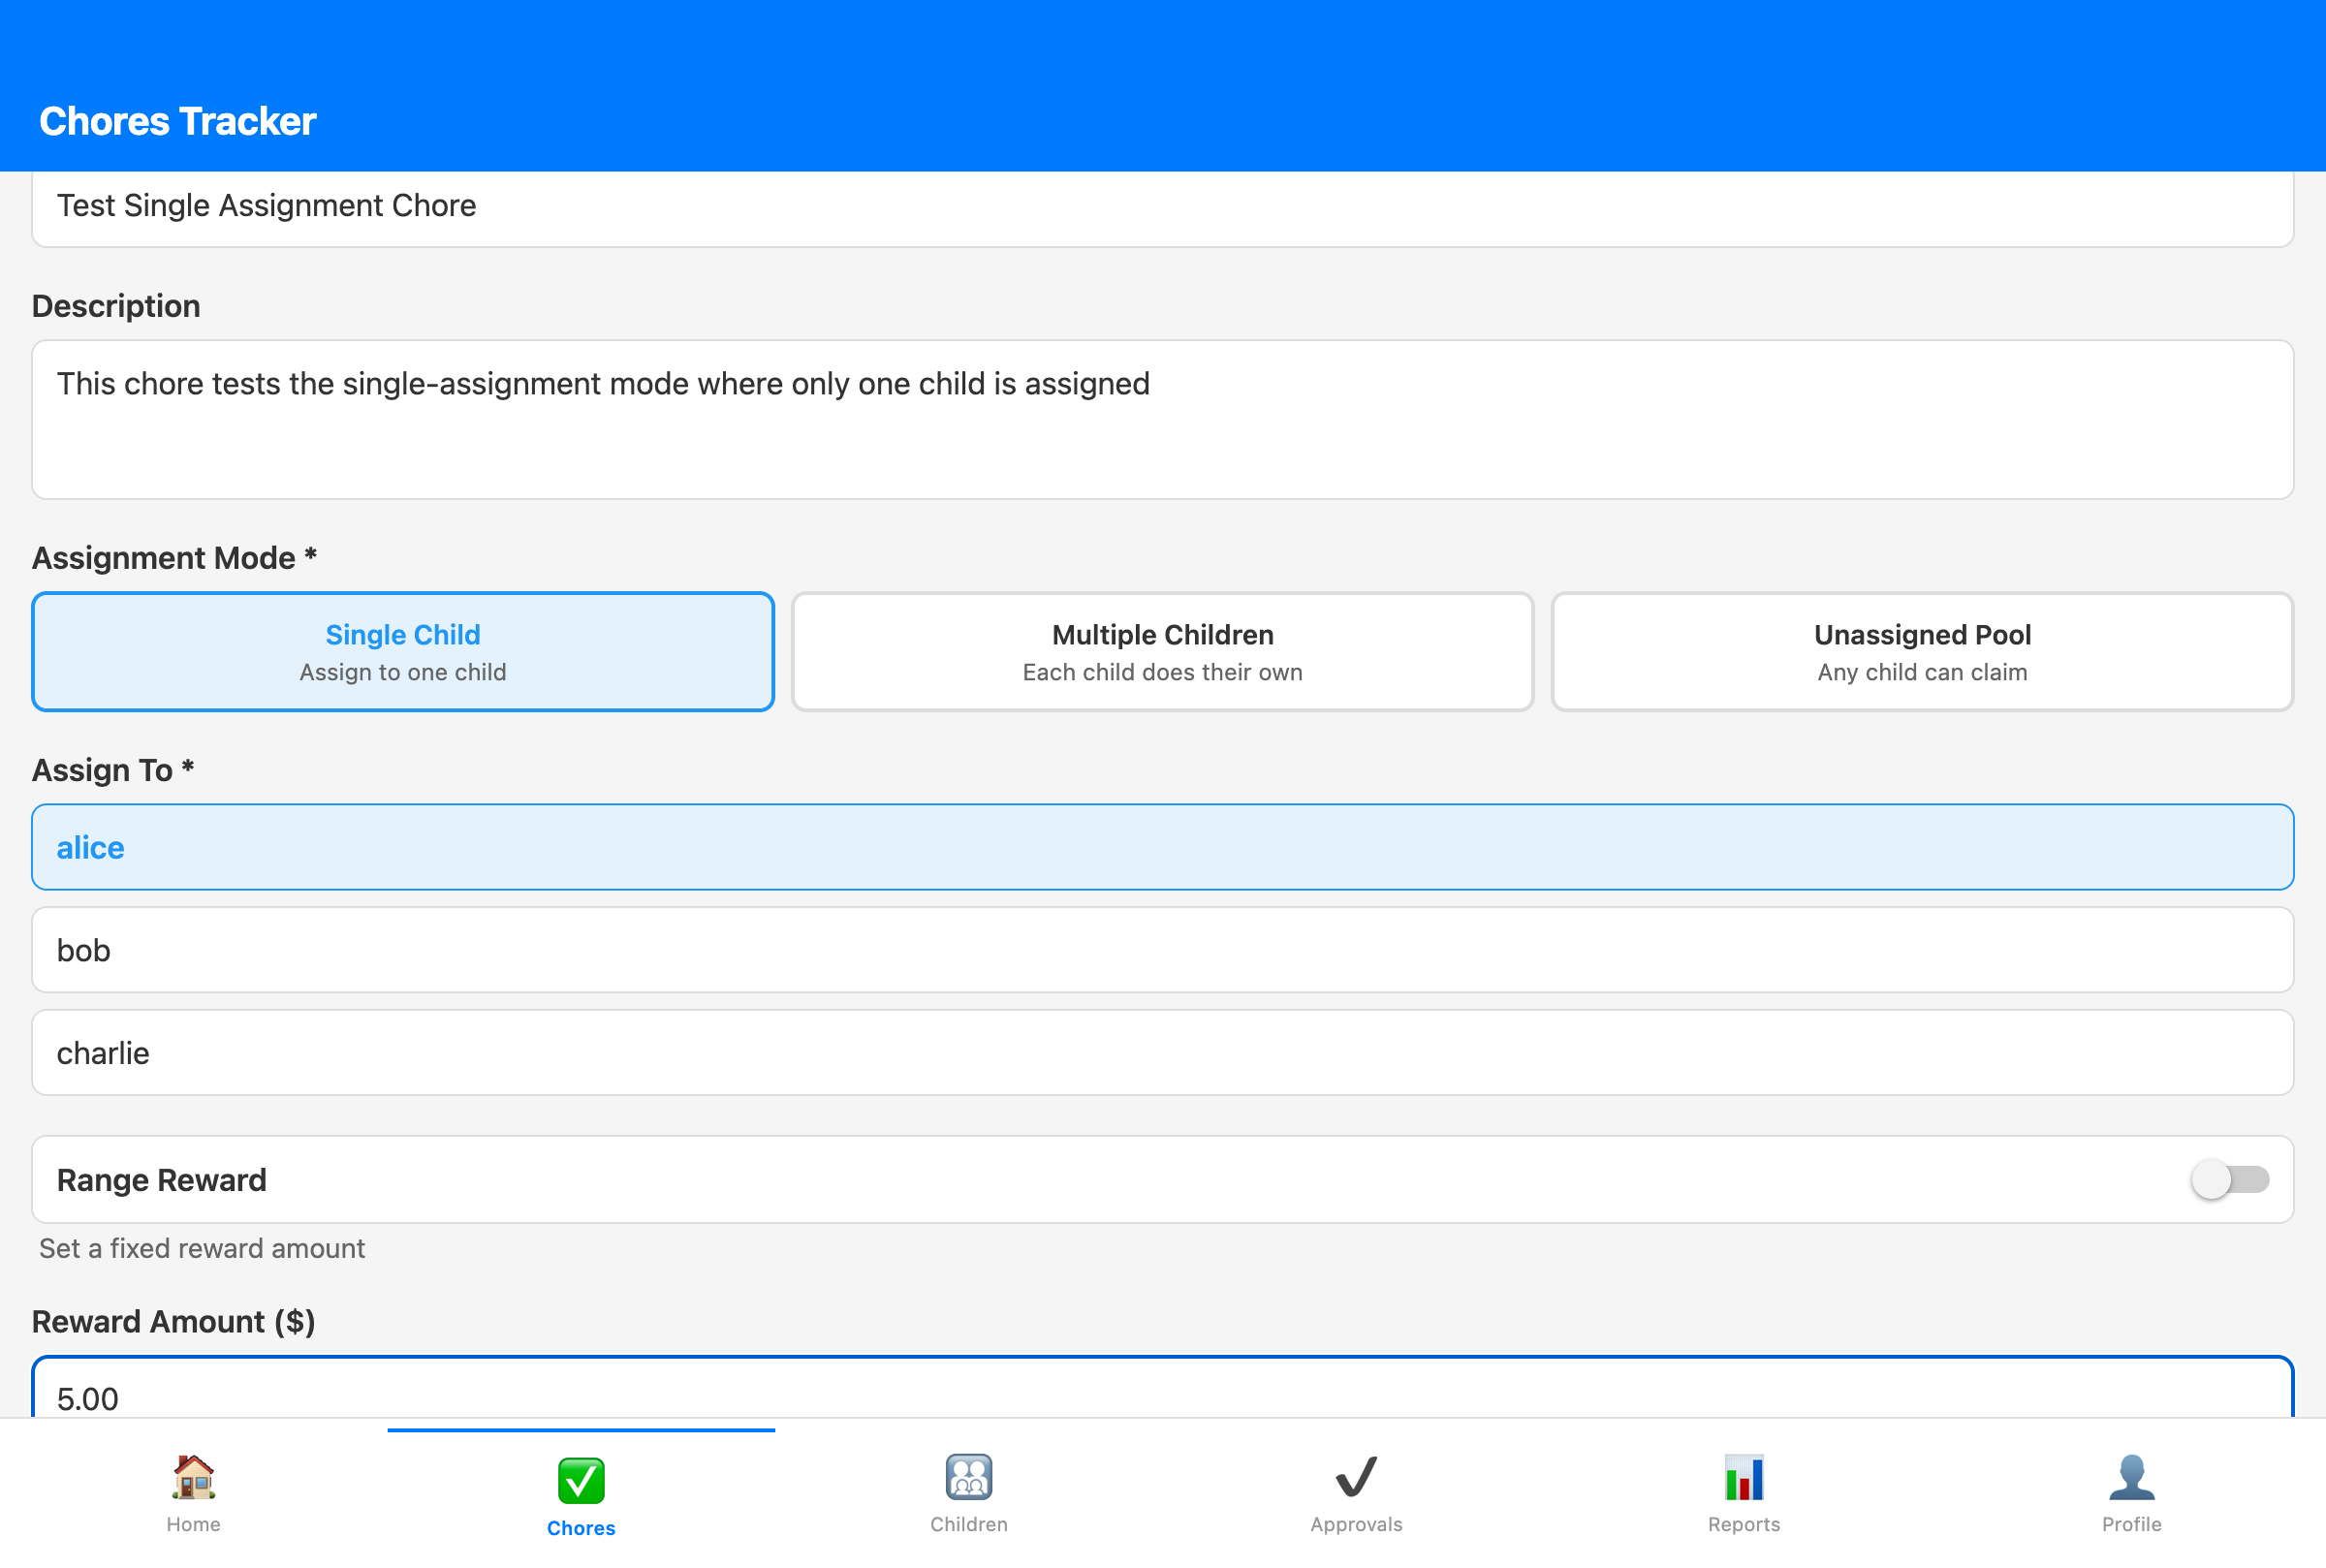 Chores Tracker
Test Single Assignment Chore
Description
This chore tests the single-assignment mode where only one child is assigned
Assignment Mode *
Single Child
Assign to one child
Multiple Children
Each child does their own
Unassigned Pool
Any child can claim
Assign To *
alice
bob
charlie
Range Reward
Set a fixed reward amount
Reward Amount ($)
5.00
Home
Chores
Children
Approvals
Reports
Profile